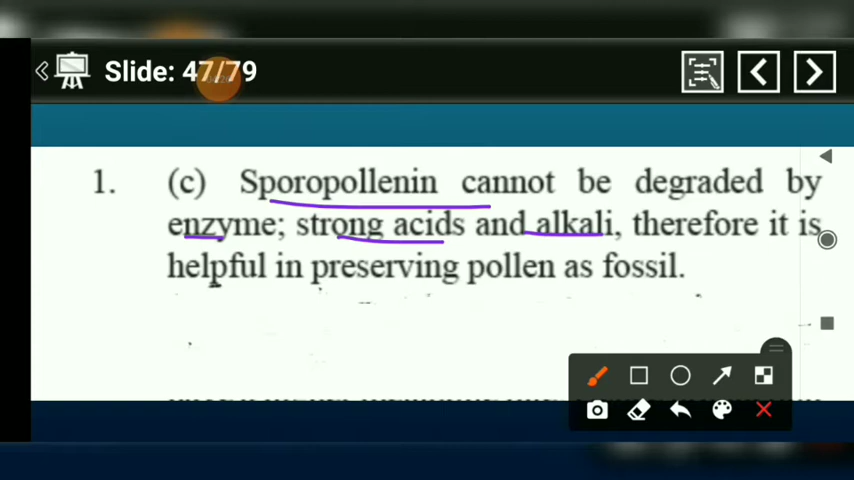 Slide: 47/79
1. (c) Sporopollenin cannot be degraded by
enzyme; strong acids and alkali, therefore it is
helpful in preserving pollen as fossil.